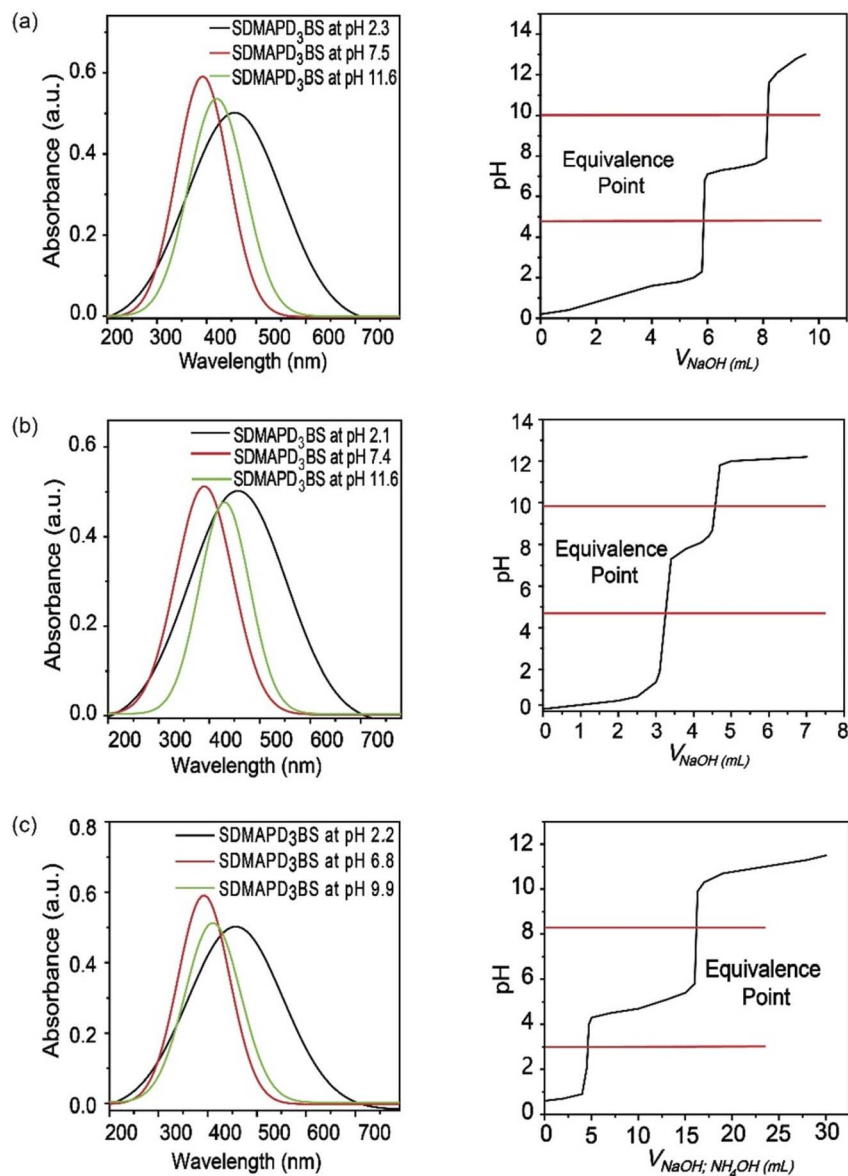 (a)
SDMAPD3BS at pH 2.3
SDMAPD3BS at pH 7.5
SDMAPD3BS at pH 11.6
Absorbance (a.u.)
0.6
0.4
0.2
0.0
200 300 400 500 600 700
Wavelength (nm)
pH
14
12
10
8
6
4
2
0
Equivalence
Point
0 2 4 6 8 10
VNaOH (mL)
(b)
SDMAPD3BS at pH 2.1
SDMAPD3BS at pH 7.4
SDMAPD3BS at pH 11.6
Absorbance (a.u.)
0.6
0.4
0.2
0.0
200 300 400 500 600 700
Wavelength (nm)
pH
14
12
10
8
6
4
2
0
Equivalence
Point
0 1 2 3 4 5 6 7 8
VNaOH (mL)
(c)
SDMAPD3BS at pH 2.2
SDMAPD3BS at pH 6.8
SDMAPD3BS at pH 9.9
Absorbance (a.u.)
0.8
0.6
0.4
0.2
0.0
200 300 400 500 600 700
Wavelength (nm)
pH
12
10
8
6
4
2
0
Equivalence
Point
0 5 10 15 20 25 30
VNaOH; NH4OH (mL)